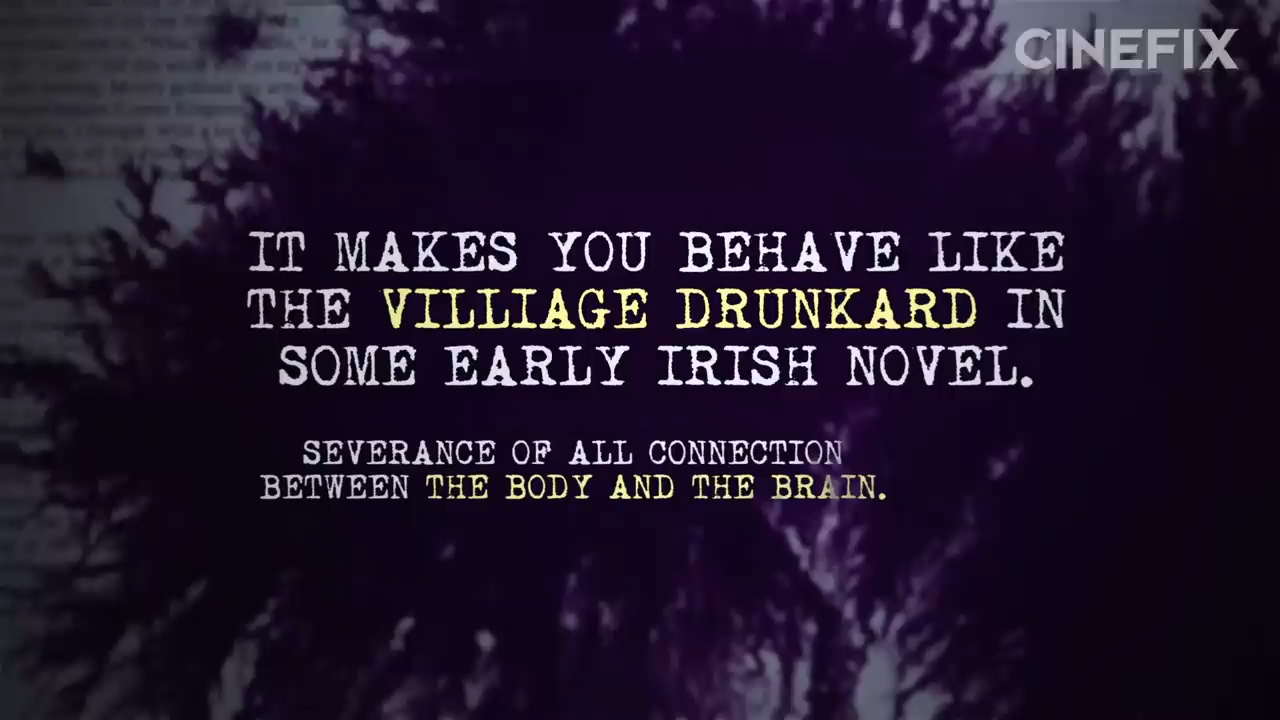 CINEFIX
IT MAKES YOU BEHAVE LIKE
THE VILLIAGE DRUNKARD IN
SOME EARLY IRISH NOVEL.
SEVERANCE OF ALL CONNECTION
BETWEEN THE BODY AND THE BRAIN.